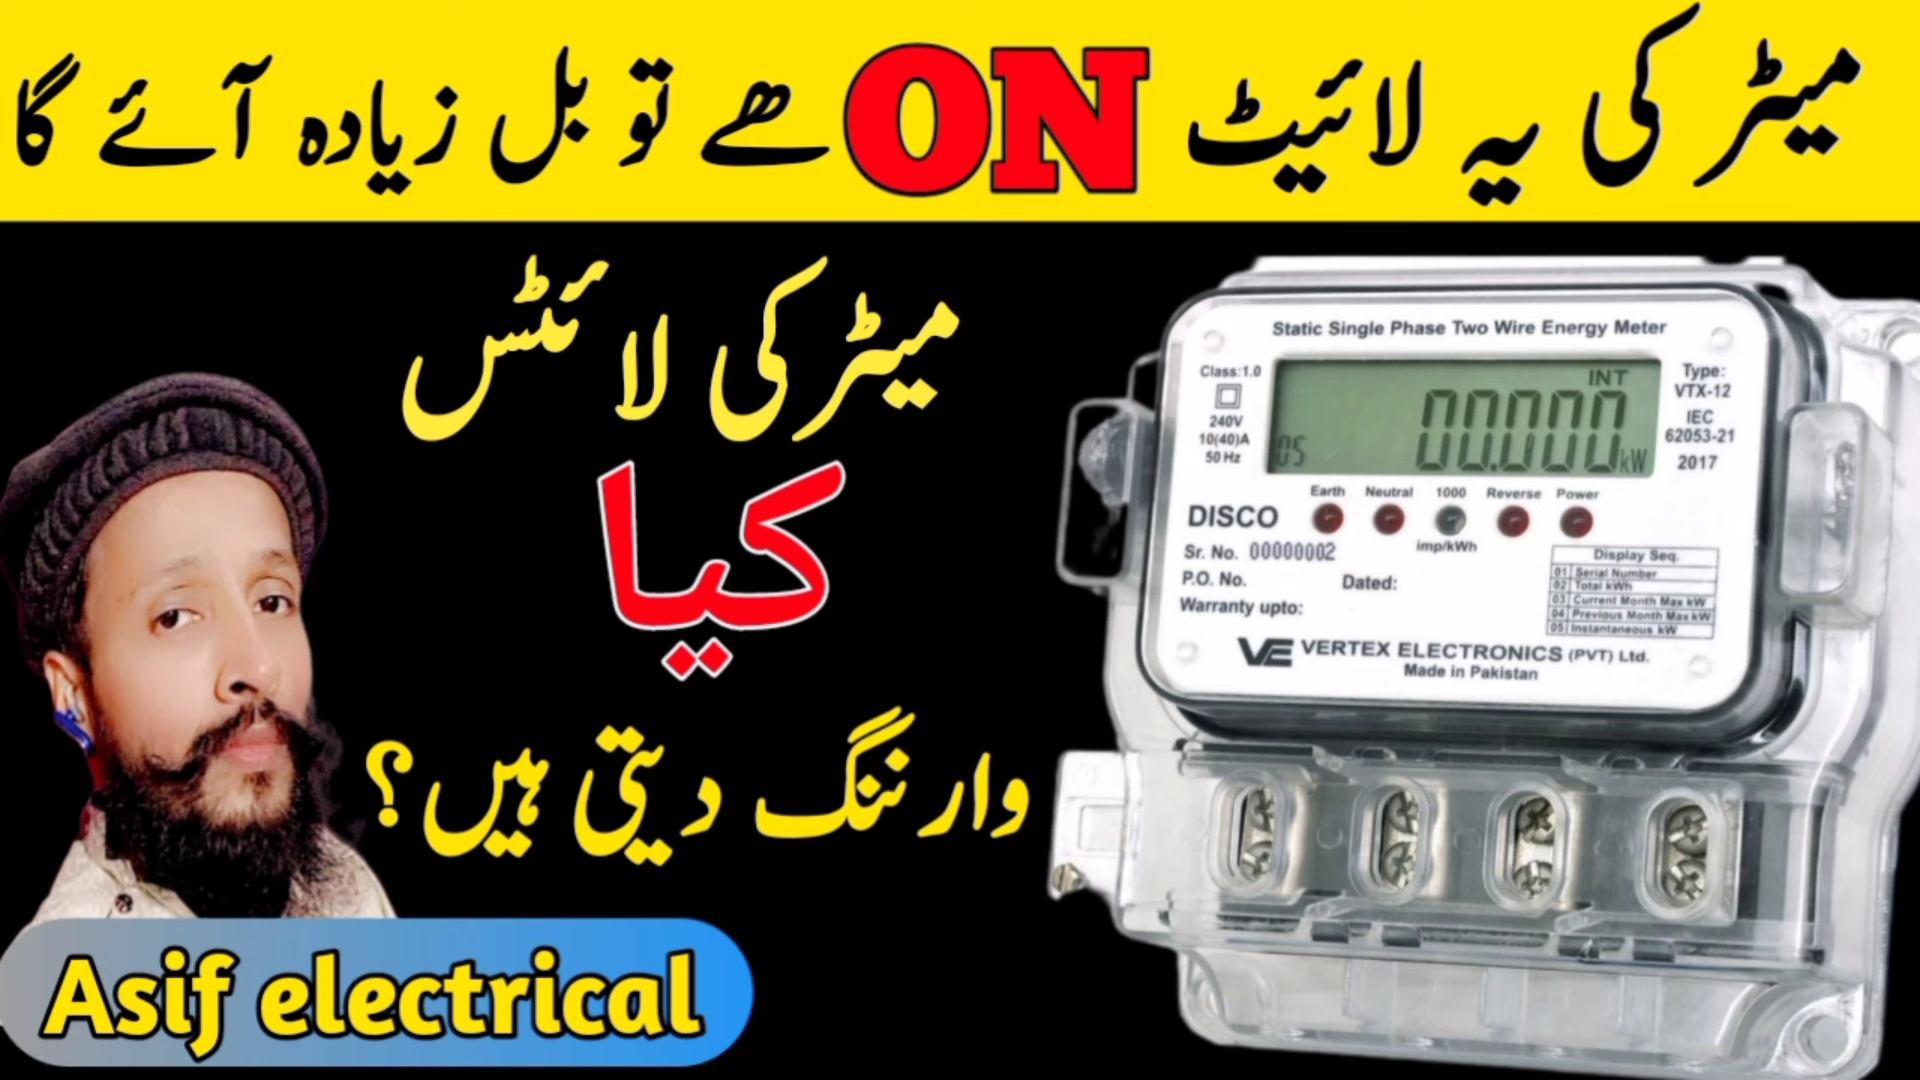 میٹر کی یہ لائیٹ ON ھے تو بل زیادہ آئے گا
میٹر کی لائٹس
کیا
وارننگ دیتی ہیں؟
Asif electrical
Static Single Phase Two Wire Energy Meter
Class:1.0
240V
10(40)A
50 Hz
INT
05 00.000 kW
Type:
VTX-12
IEC
62053-21
2017
Earth Neutral 1000 Reverse Power
imp/kWh
DISCO
Sr. No. 00000002
P.O. No. Dated:
Warranty upto:
Display Seq.
01 Serial Number
02 Total kWh
03 Current Month Max kW
04 Previous Month Max kW
05 Instantaneous kW
VE VERTEX ELECTRONICS (PVT) Ltd.
Made in Pakistan